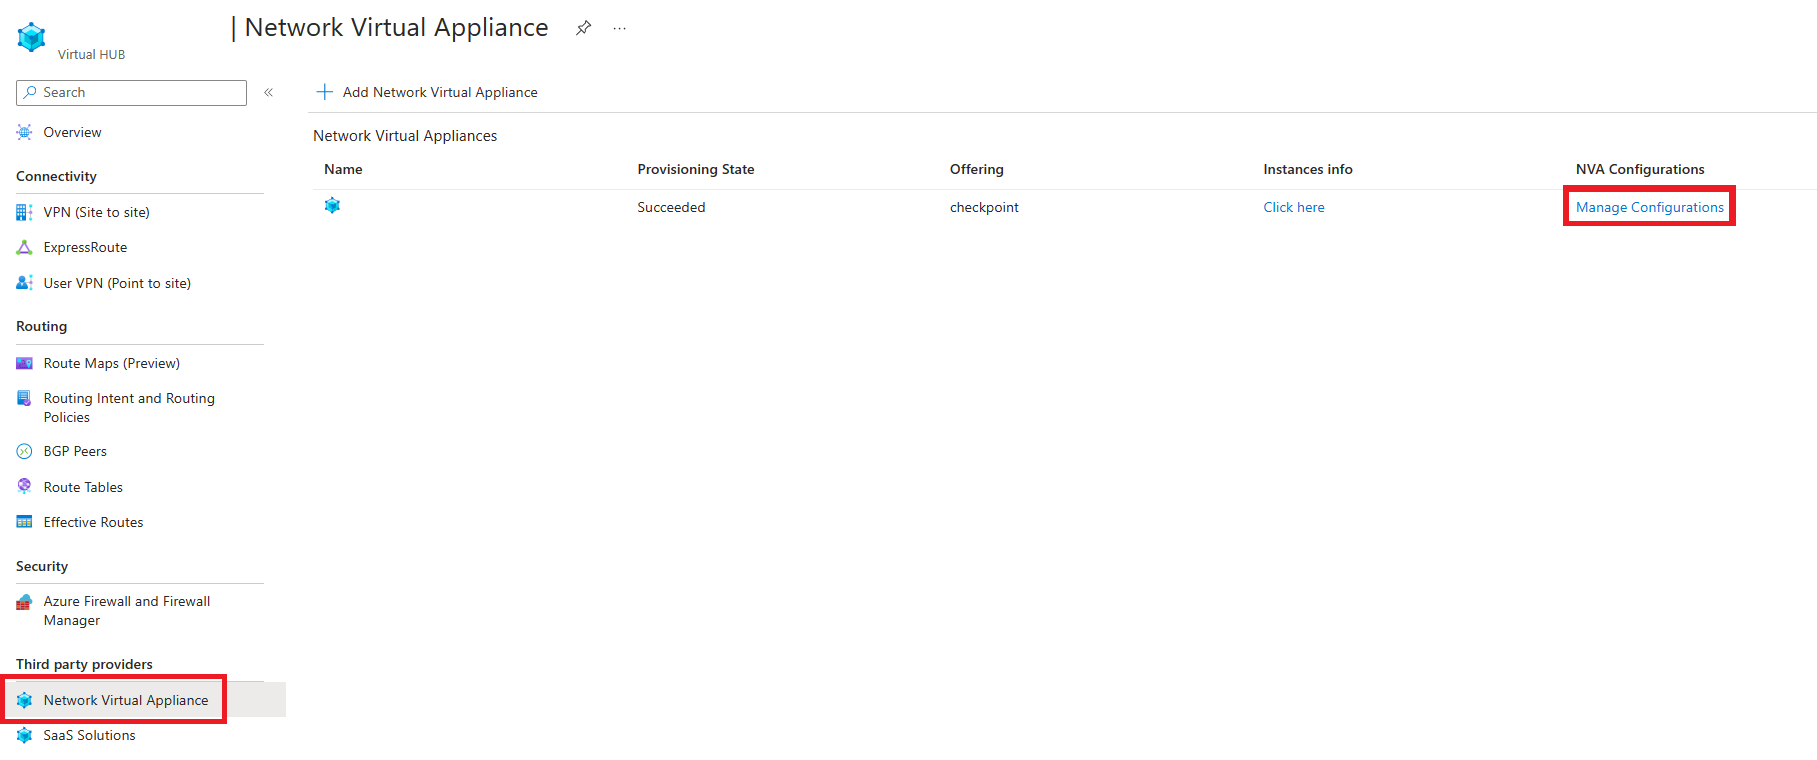 | Network Virtual Appliance
...
Virtual HUB
Search
«
Overview
Connectivity
VPN (Site to site)
ExpressRoute
User VPN (Point to site)
Routing
Route Maps (Preview)
Routing Intent and Routing
Policies
BGP Peers
Route Tables
Effective Routes
Security
Azure Firewall and Firewall
Manager
Third party providers
Network Virtual Appliance
SaaS Solutions
+ Add Network Virtual Appliance
Network Virtual Appliances
Name Provisioning State Offering Instances info NVA Configurations
Succeeded checkpoint Click here Manage Configurations